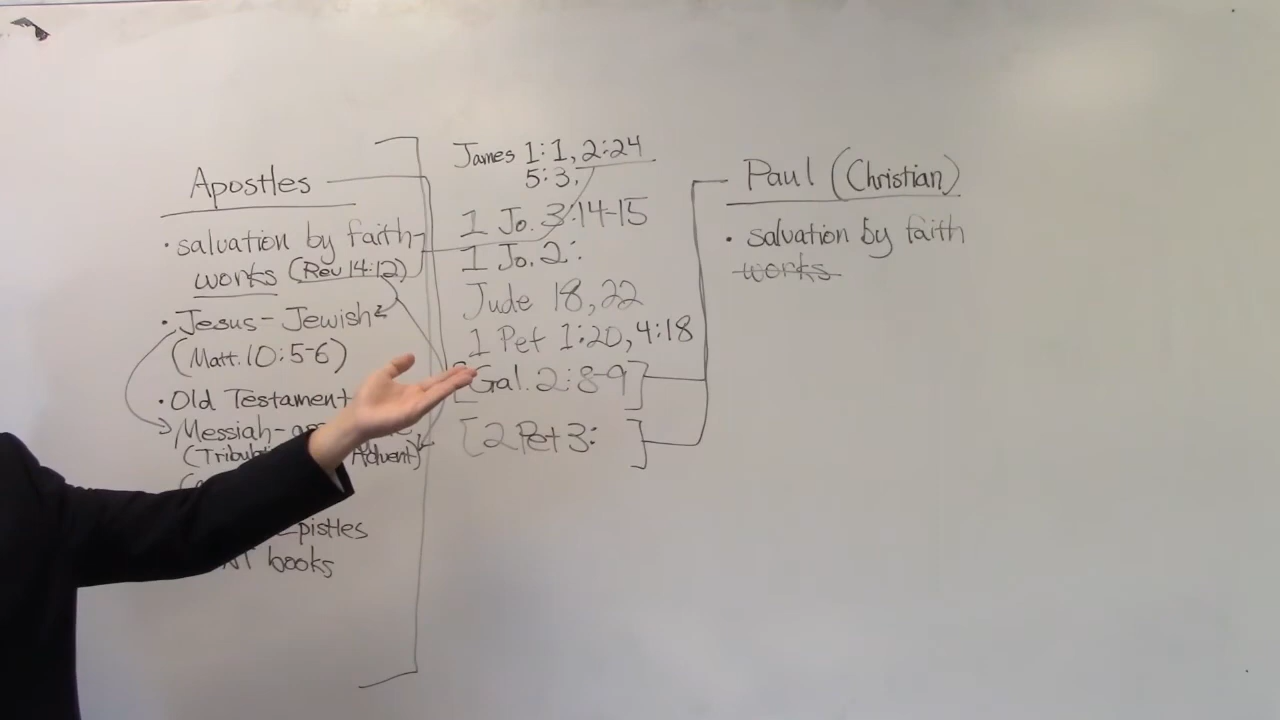 Apostles
• salvation by faith
works (Rev 14:12)
• Jesus - Jewish
(Matt. 10:5-6)
• Old Testament
Messiah-
Advent)
Epistles
books
James 1:1, 2:24
5:3,
1 Jo. 3:14-15
1 Jo. 2:
Jude 18, 22
1 Pet 1:20, 4:18
[Gal. 2:8-9]
[2 Pet 3: ]
Paul (Christian)
• salvation by faith
works